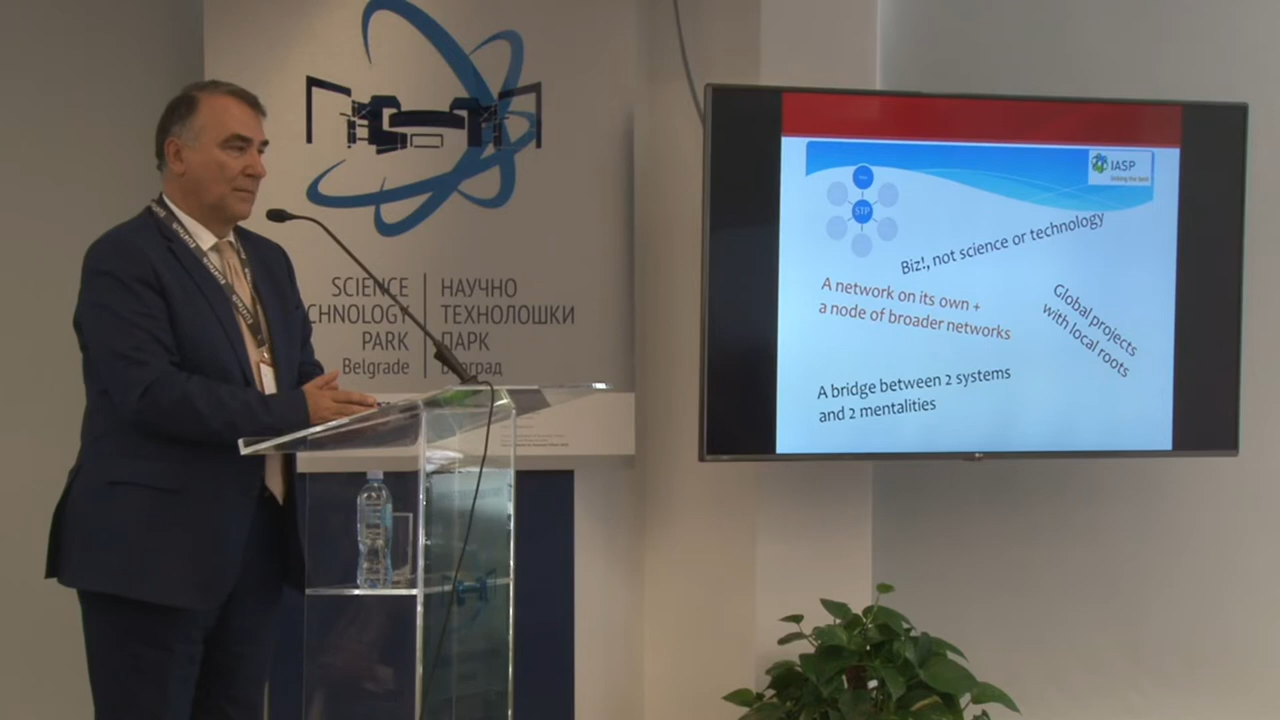 SCIENCE
CHNOLOGY
PARK
Belgrade
НАУЧНО
ТЕХНОЛОШКИ
ПАРК
Београд
IASP
STP
Biz!, not science or technology
A network on its own +
a node of broader networks
Global projects
with local roots
A bridge between 2 systems
and 2 mentalities